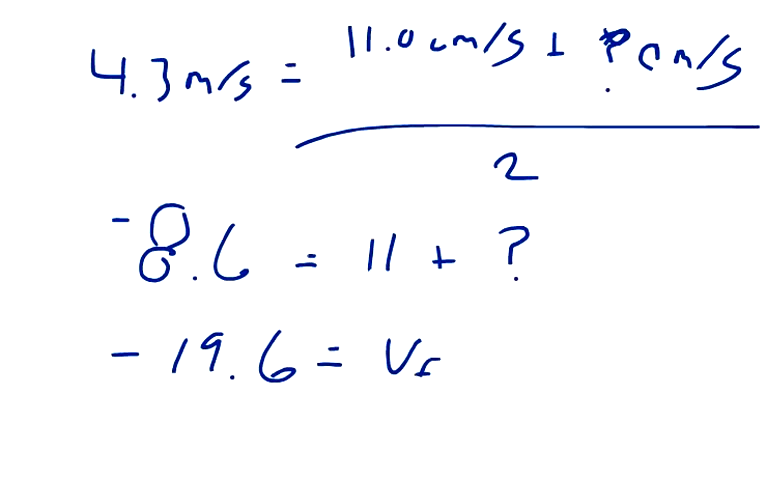 4.3 m/s = 11.0 cm/s + ? cm/s
2
-8.6 = 11 + ?
-19.6 = Vf